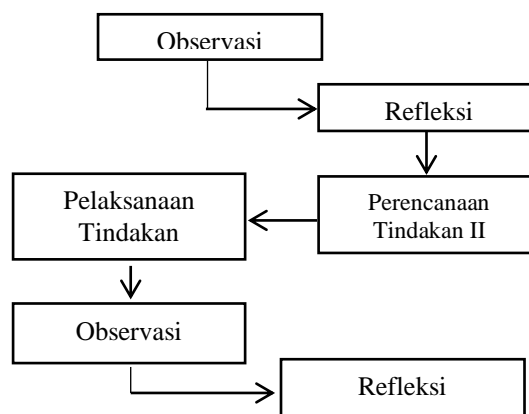 Observasi
Refleksi
Perencanaan
Tindakan II
Pelaksanaan
Tindakan
Observasi
Refleksi